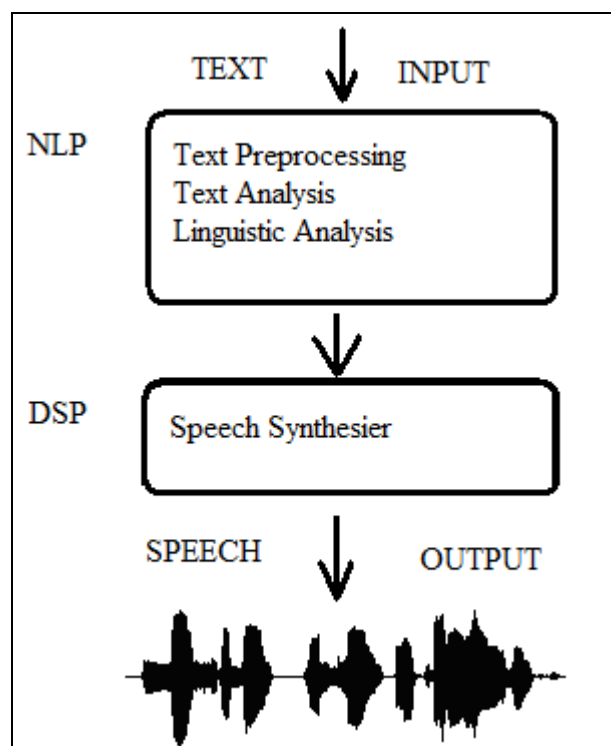 TEXT INPUT
NLP
Text Preprocessing
Text Analysis
Linguistic Analysis
DSP
Speech Synthesier
SPEECH OUTPUT